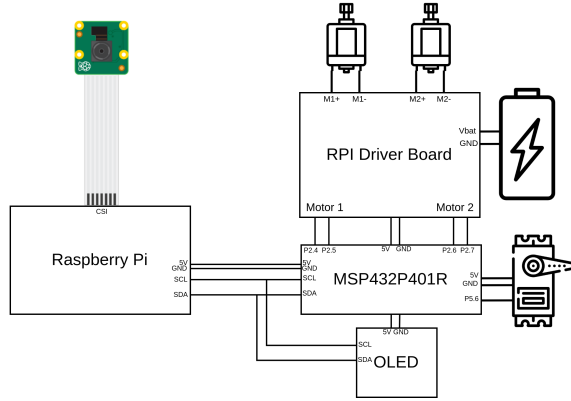 M1+ M1- M2+ M2-
Vbat
RPI Driver Board
GND
Motor 1 Motor 2
CSI
P2.4 P2.5 5V GND P2.6 P2.7
Raspberry Pi
5V
GND
SCL
SDA
5V
GND
SCL
SDA
MSP432P401R
5V
GND
P5.6
5V GND
SCL
SDA
OLED